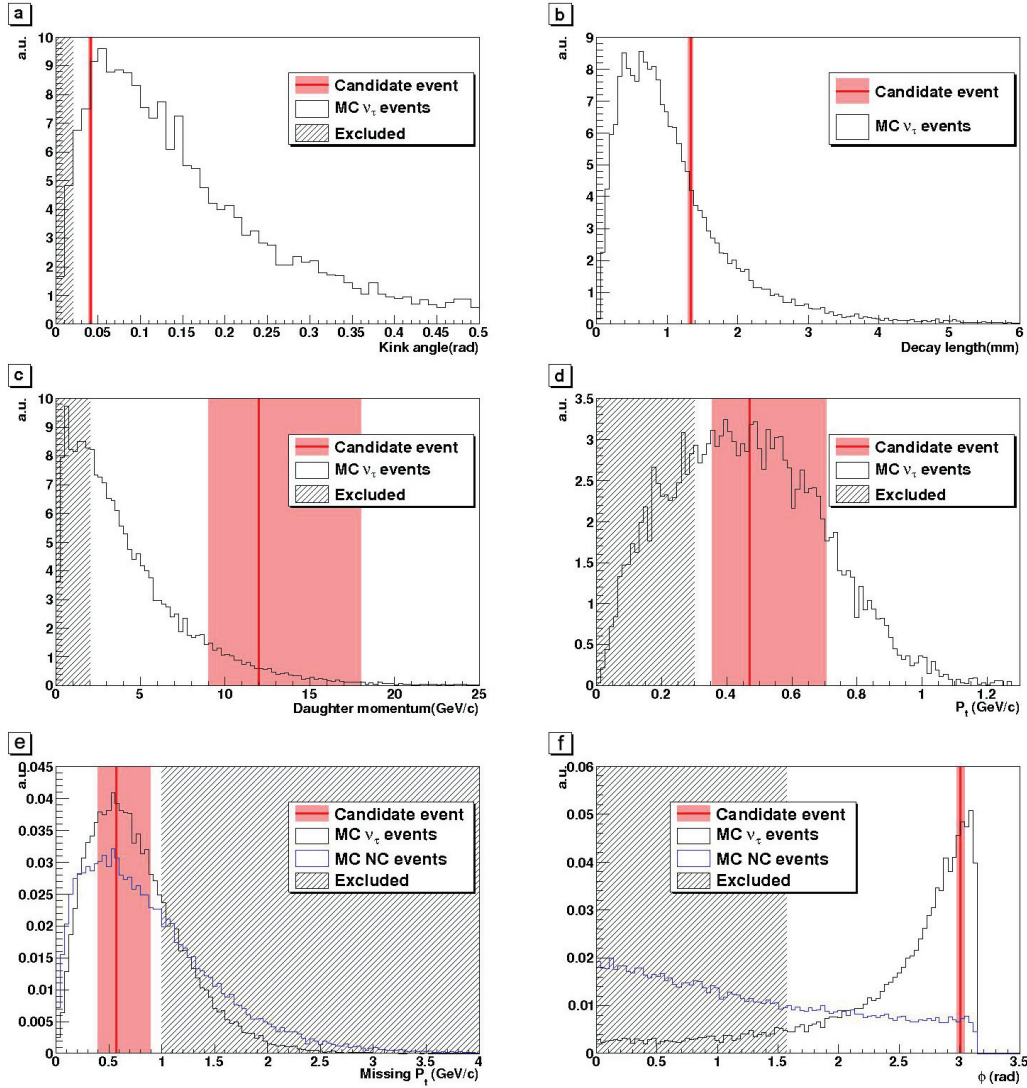 a
a.u.
10
9
8
7
6
5
4
3
2
1
0
Candidate event
MC ντ events
Excluded
0 0.05 0.1 0.15 0.2 0.25 0.3 0.35 0.4 0.45 0.5
Kink angle(rad)
b
a.u.
9
8
7
6
5
4
3
2
1
0
Candidate event
MC ντ events
0 1 2 3 4 5 6
Decay length(mm)
c
a.u.
10
9
8
7
6
5
4
3
2
1
0
Candidate event
MC ντ events
Excluded
0 5 10 15 20 25
Daughter momentum(GeV/c)
d
a.u.
3.5
3
2.5
2
1.5
1
0.5
0
Candidate event
MC ντ events
Excluded
0 0.2 0.4 0.6 0.8 1 1.2
Pt (GeV/c)
e
a.u.
0.045
0.04
0.035
0.03
0.025
0.02
0.015
0.01
0.005
0
Candidate event
MC ντ events
MC NC events
Excluded
0 0.5 1 1.5 2 2.5 3 3.5 4
Missing Pt (GeV/c)
f
a.u.
0.06
0.05
0.04
0.03
0.02
0.01
0
Candidate event
MC ντ events
MC NC events
Excluded
0 0.5 1 1.5 2 2.5 3 3.5
ϕ (rad)